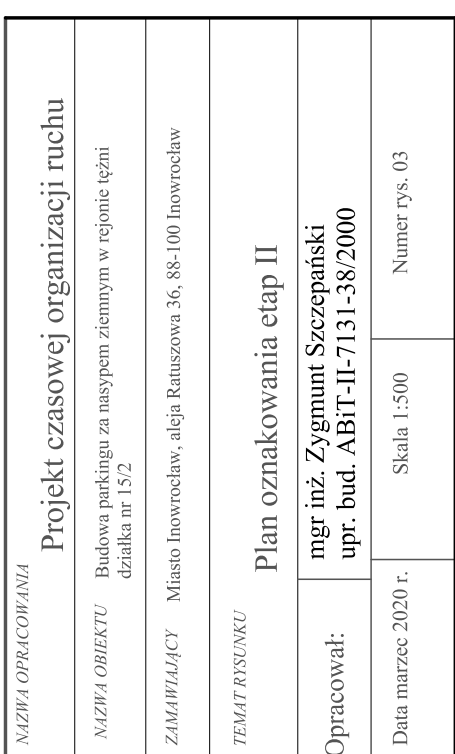 NAZWA OPRACOWANIA
Projekt czasowej organizacji ruchu
NAZWA OBIEKTU Budowa parkingu za nasypem ziemnym w rejonie tężni
działka nr 15/2
ZAMAWIAJĄCY Miasto Inowrocław, aleja Ratuszowa 36, 88-100 Inowrocław
TEMAT RYSUNKU
Plan oznakowania etap II
Opracował: mgr inż. Zygmunt Szczepański
upr. bud. ABiT-II-7131-38/2000
Data marzec 2020 r. Skala 1:500 Numer rys. 03